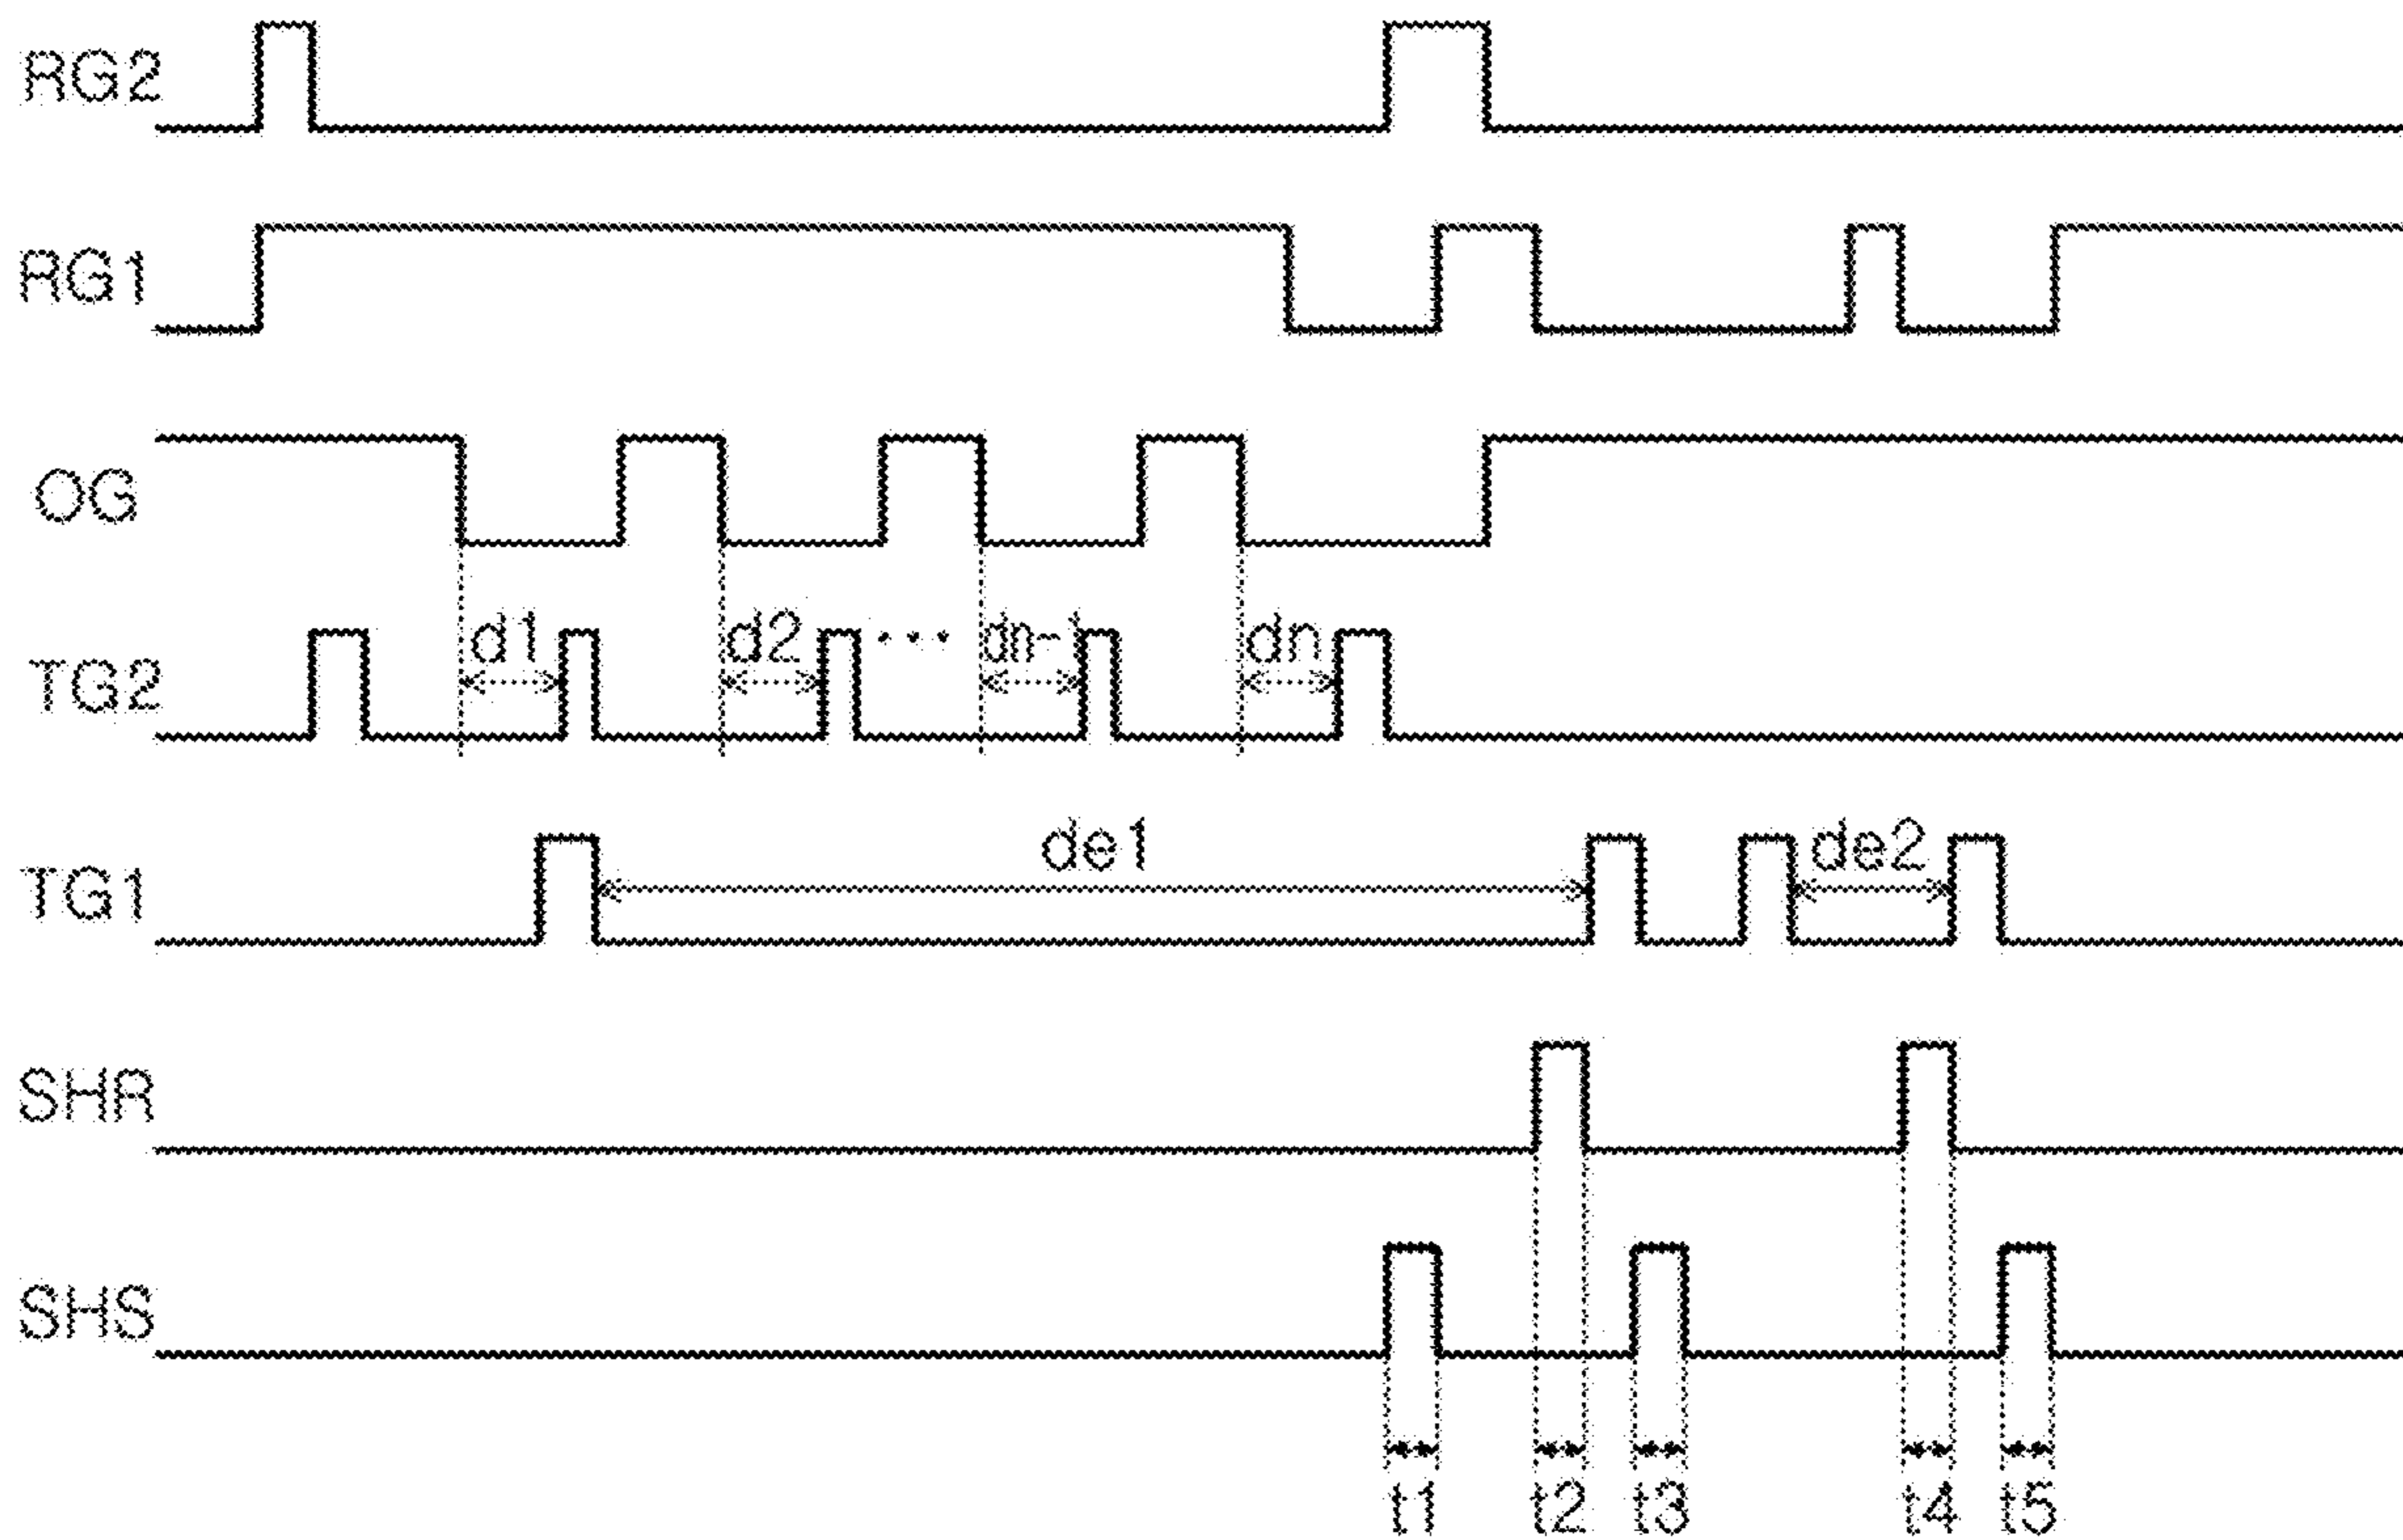 RG2
RG1
OG
d1 d2 ... dn-1 dn
TG2
de1 de2
TG1
SHR
SHS
t1 t2 t3 t4 t5